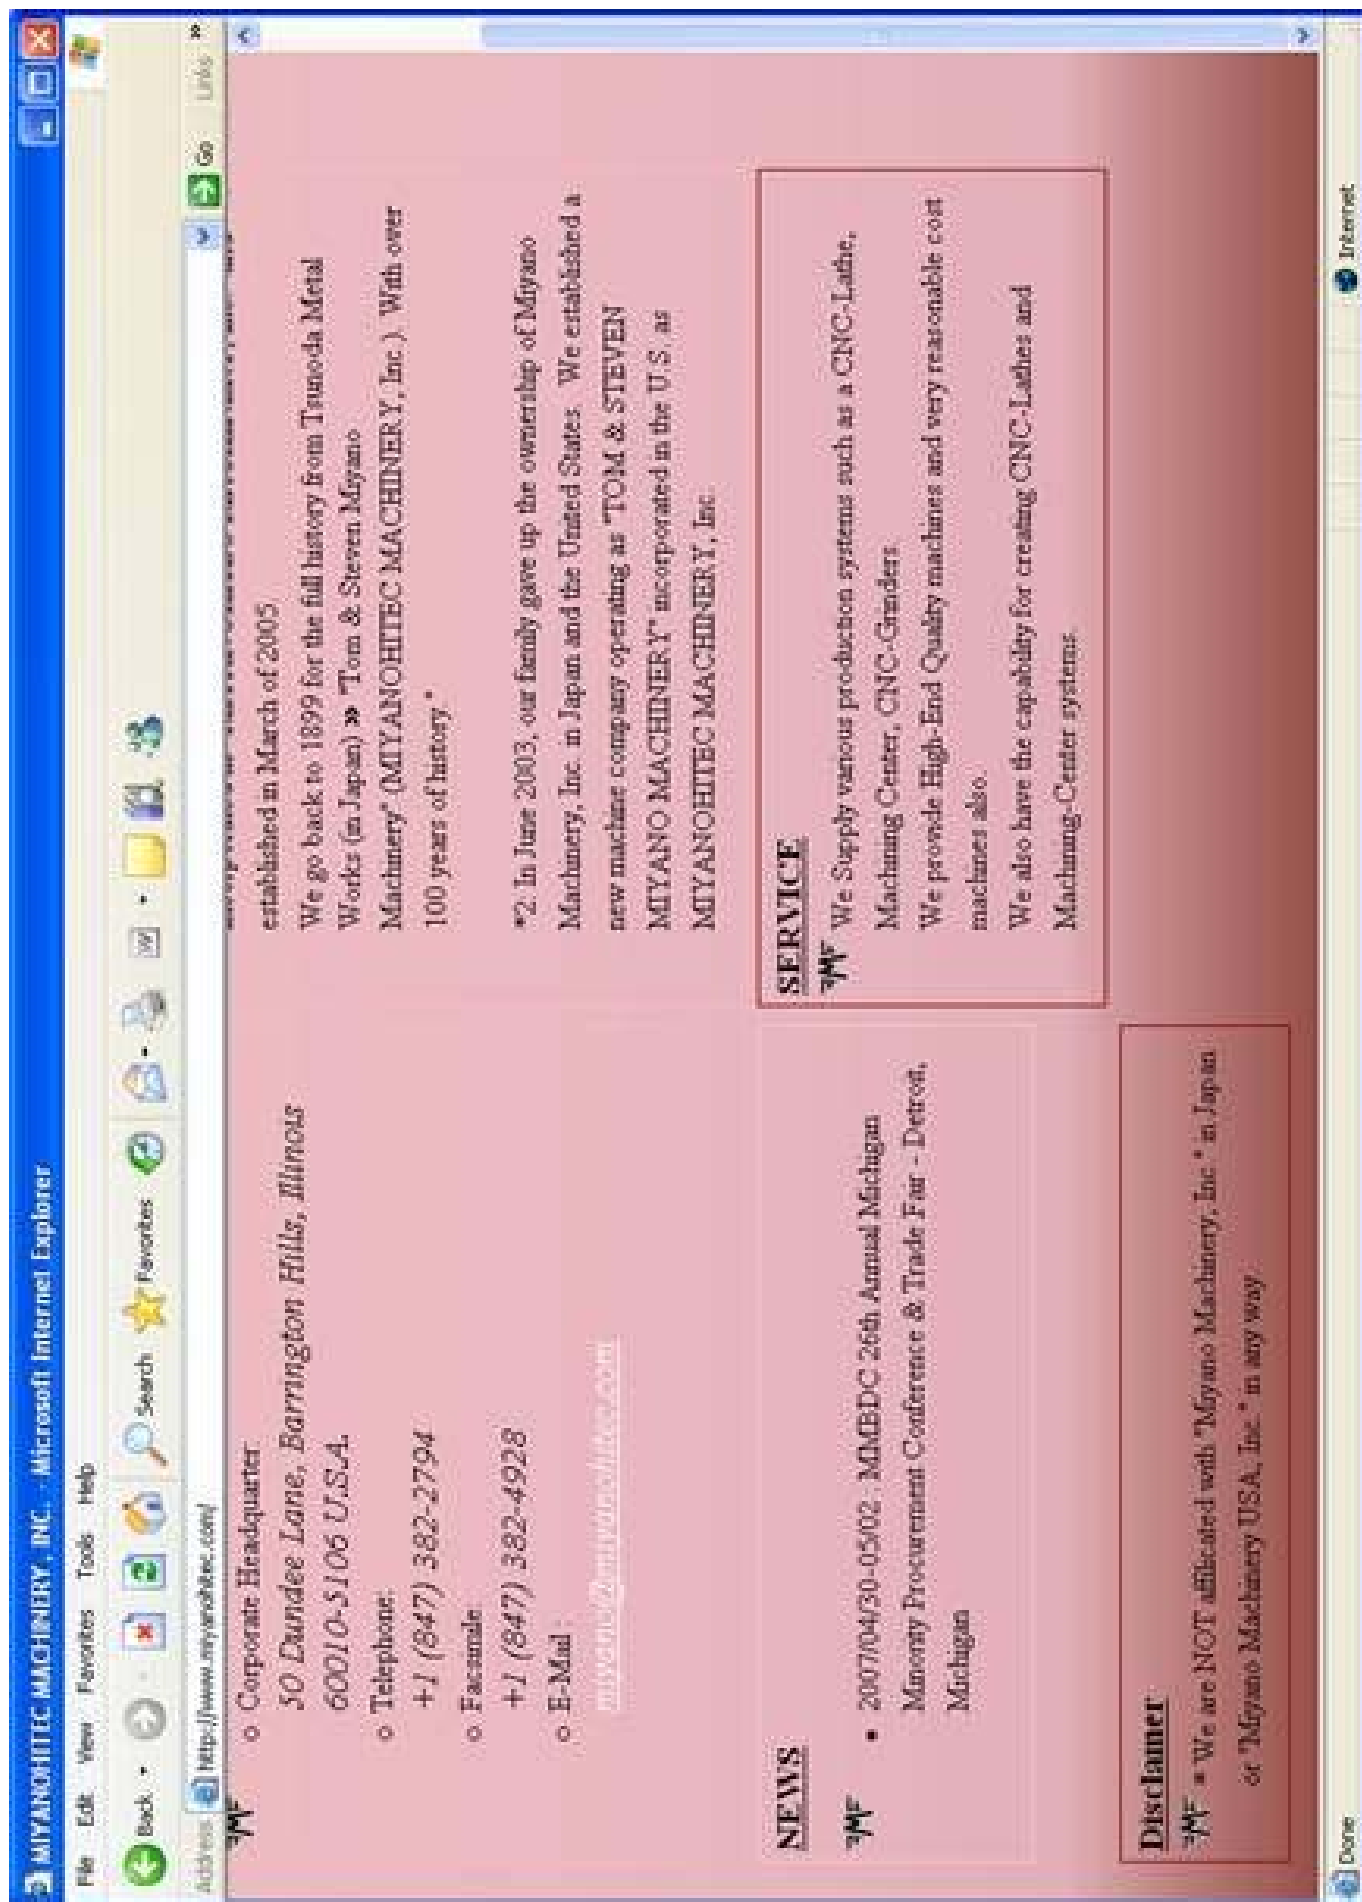 MIYANOHITEC MACHINERY, INC. - Microsoft Internet Explorer
File Edit View Favorites Tools Help
Back Search Favorites
Address http://www.miyanohitec.com/ Go Links »
o Corporate Headquarter
50 Dundee Lane, Barrington Hills, Illinois
60010-5106 U.S.A.
o Telephone:
+1 (847) 382-2794
o Facsimile:
+1 (847) 382-4928
o E-Mail :
miyano@miyanohitec.com
established in March of 2005
We go back to 1899 for the full history from Tsunoda Metal
Works (in Japan) » "Tom & Steven Miyano
Machinery" (MIYANOHITEC MACHINERY, Inc.). With over
100 years of history."
*2. In June 2003, our family gave up the ownership of Miyano
Machinery, Inc. in Japan and the United States. We established a
new machine company operating as "TOM & STEVEN
MIYANO MACHINERY" incorporated in the U.S. as
MIYANOHITEC MACHINERY, Inc.
NEWS
• 2007/04/30-05/02 : MMBDC 26th Annual Michigan
Minority Procurement Conference & Trade Fair - Detroit,
Michigan
SERVICE
We Supply various production systems such as a CNC-Lathe,
Machining Center, CNC-Grinders.
We provide High-End Quality machines and very reasonable cost
machines also.
We also have the capability for creating CNC-Lathes and
Machining-Center systems.
Disclamer
* We are NOT affilicated with "Miyano Machinery, Inc." in Japan
or "Miyano Machinery USA, Inc." in any way.
Done Internet